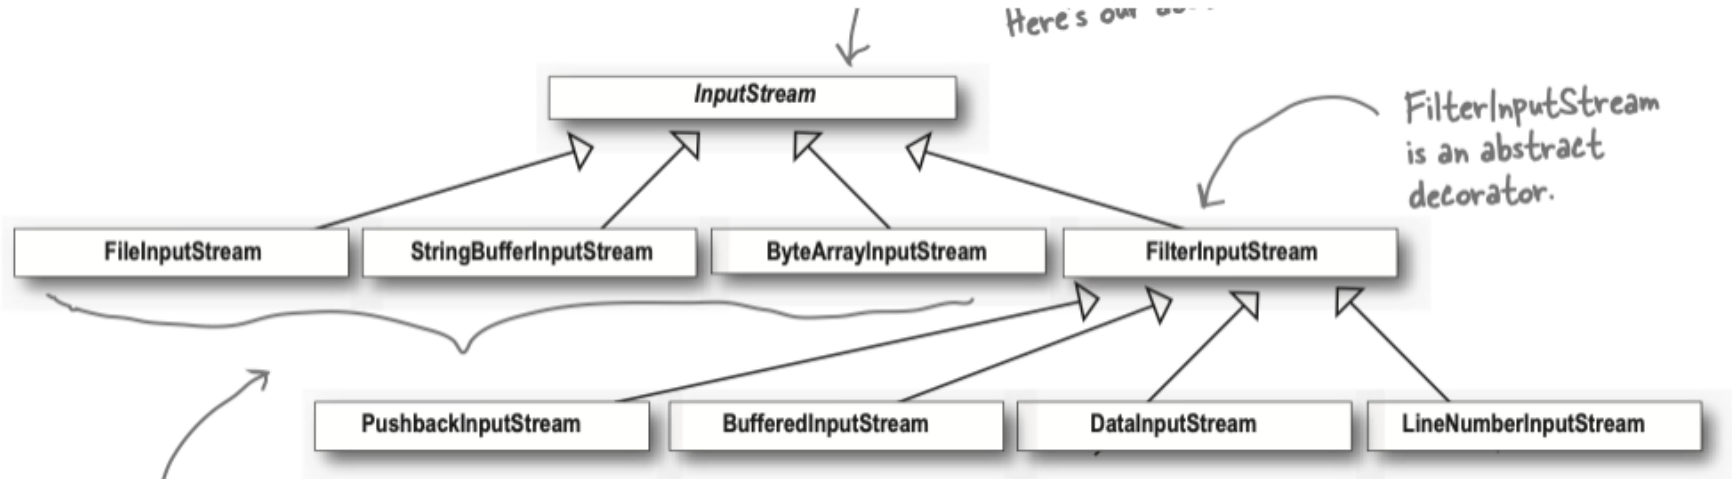 Here's our
InputStream
FilterInputStream
is an abstract
decorator.
FileInputStream StringBufferInputStream ByteArrayInputStream FilterInputStream
PushbackInputStream BufferedInputStream DataInputStream LineNumberInputStream